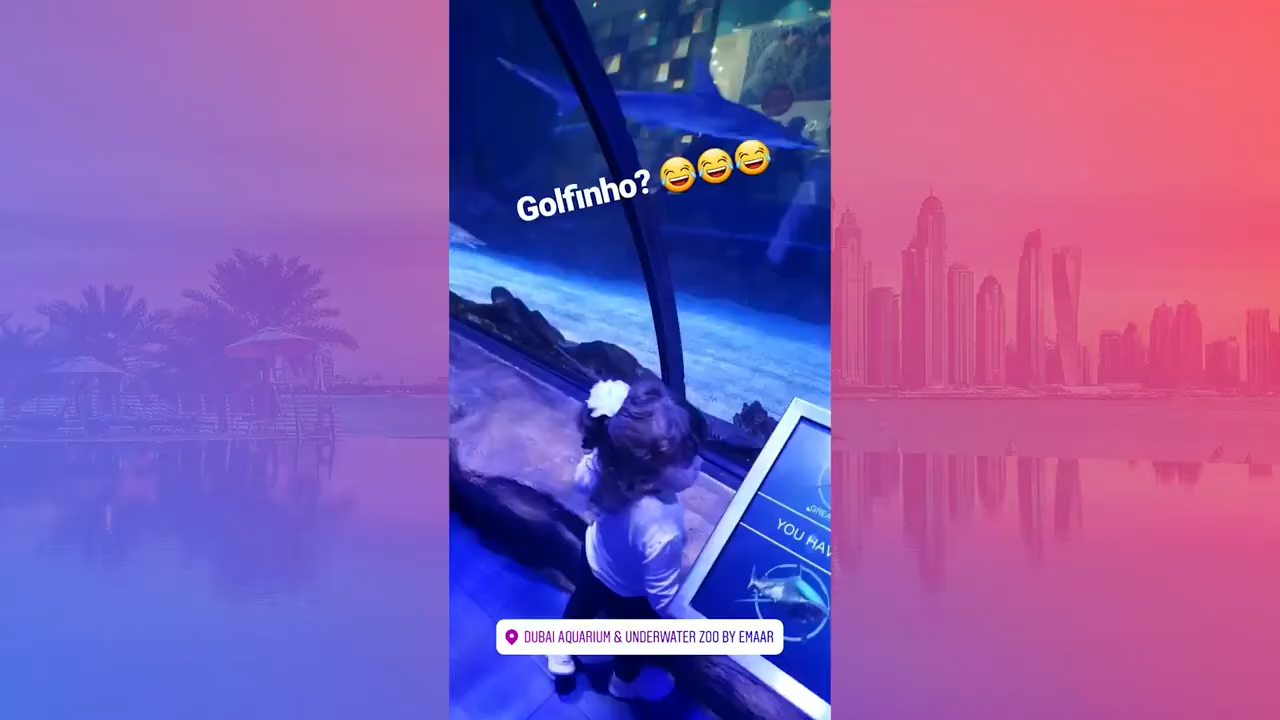 Golfinho? 😂😂😂
YOU HAV
DUBAI AQUARIUM & UNDERWATER ZOO BY EMAAR